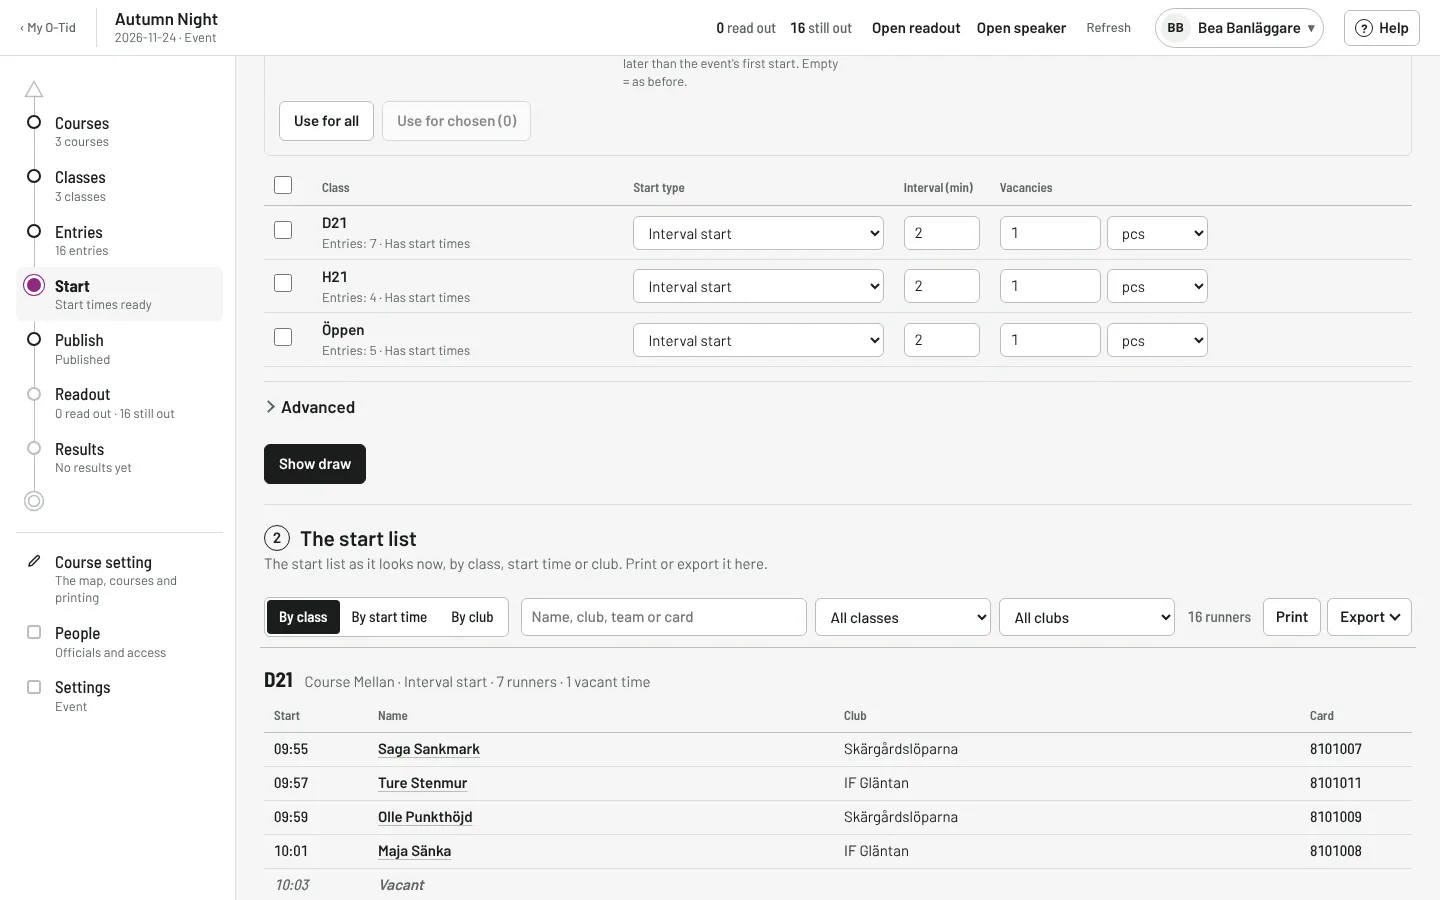 ‹ My O-Tid
Autumn Night
2026-11-24 · Event
0 read out 16 still out Open readout Open speaker Refresh BB Bea Banläggare ▾ ? Help
Courses
3 courses
Classes
3 classes
Entries
16 entries
Start
Start times ready
Publish
Published
Readout
0 read out · 16 still out
Results
No results yet
Course setting
The map, courses and
printing
People
Officials and access
Settings
Event
later than the event's first start. Empty
= as before.
Use for all Use for chosen (0)
Class Start type Interval (min) Vacancies
D21
Entries: 7 · Has start times
Interval start 2 1 pcs
H21
Entries: 4 · Has start times
Interval start 2 1 pcs
Öppen
Entries: 5 · Has start times
Interval start 2 1 pcs
Advanced
Show draw
2 The start list
The start list as it looks now, by class, start time or club. Print or export it here.
By class By start time By club Name, club, team or card All classes All clubs 16 runners Print Export
D21 Course Mellan · Interval start · 7 runners · 1 vacant time
Start Name Club Card
09:55 Saga Sankmark Skärgårdslöparna 8101007
09:57 Ture Stenmur IF Gläntan 8101011
09:59 Olle Punkthöjd Skärgårdslöparna 8101009
10:01 Maja Sänka IF Gläntan 8101008
10:03 Vacant